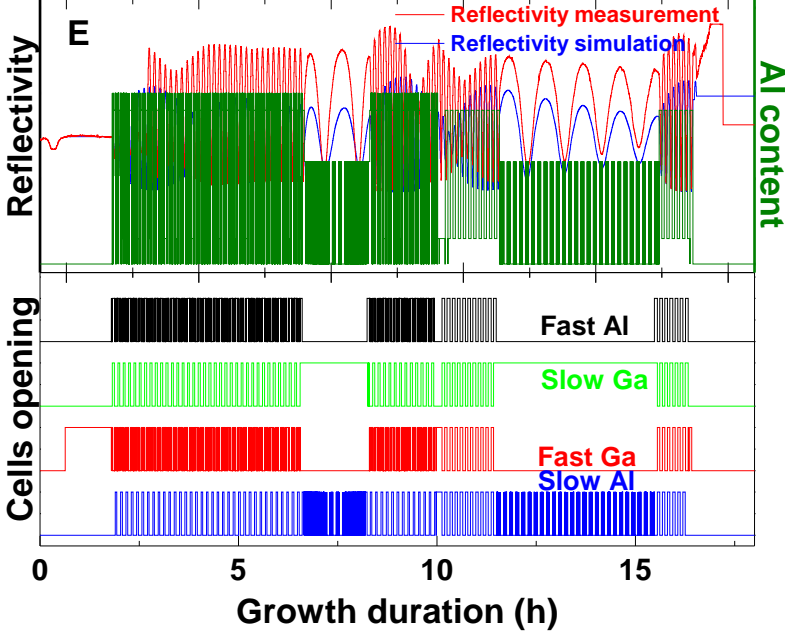 E
Reflectivity measurement
Reflectivity simulation
Reflectivity
Al content
Cells opening
Fast Al
Slow Ga
Fast Ga
Slow Al
0 5 10 15
Growth duration (h)